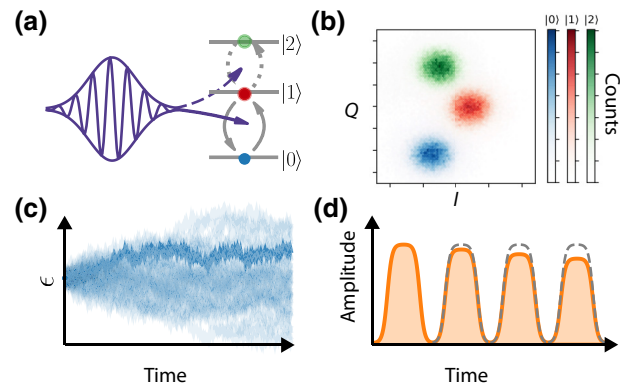 (a)
|2⟩
|1⟩
|0⟩
(b)
Q
I
|0⟩
|1⟩
|2⟩
Counts
(c)
ϵ
Time
(d)
Amplitude
Time